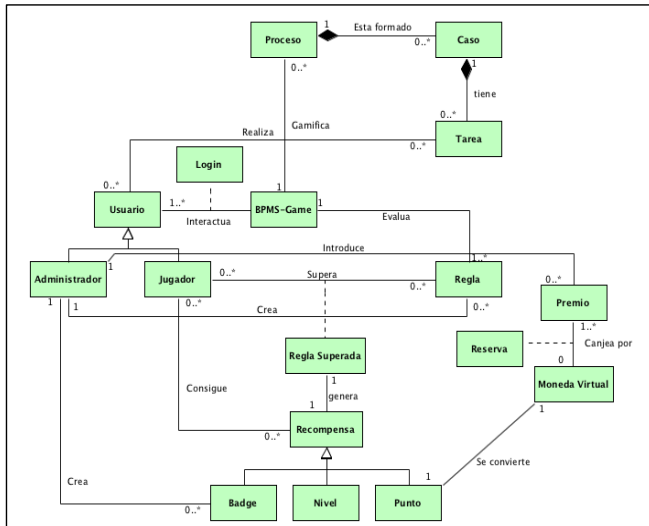 1
Esta formado
Proceso
Caso
0..*
0..*
1
tiene
0..*
Realiza
Gamifica
Tarea
0..*
Login
0..*
1
Usuario
1..*
BPMS-Game
1
Interactua
Evalua
Introduce
1..*
Administrador
1
Jugador
0..*
Supera
0..*
Regla
0..*
1
1
0..*
Crea
0..*
Premio
1..*
Regla Superada
Reserva
Canjea por
0
1
Consigue
genera
Moneda Virtual
1
1
Recompensa
0..*
Se convierte
Crea
1
0..*
Badge
Nivel
Punto